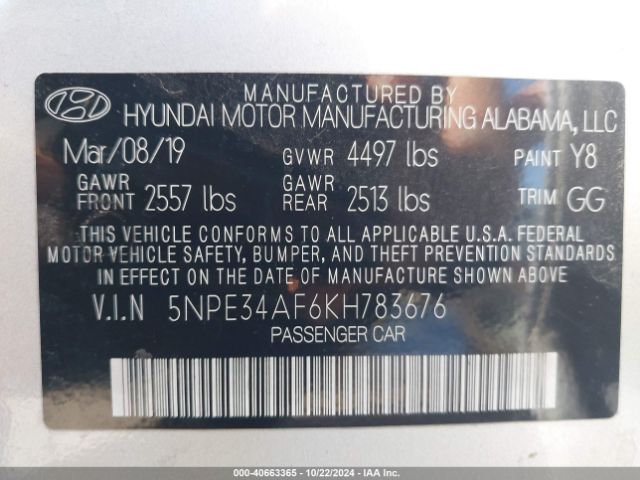 MANUFACTURED BY
HYUNDAI MOTOR MANUFACTURING ALABAMA, LLC
Mar/08/19 GVWR 4497 lbs PAINT Y8
GAWR FRONT 2557 lbs GAWR REAR 2513 lbs TRIM GG
THIS VEHICLE CONFORMS TO ALL APPLICABLE U.S.A. FEDERAL
MOTOR VEHICLE SAFETY, BUMPER, AND THEFT PREVENTION STANDARDS
IN EFFECT ON THE DATE OF MANUFACTURE SHOWN ABOVE
V.I.N 5NPE34AF6KH783676
PASSENGER CAR
000-40663365 - 10/22/2024 - IAAI.COM